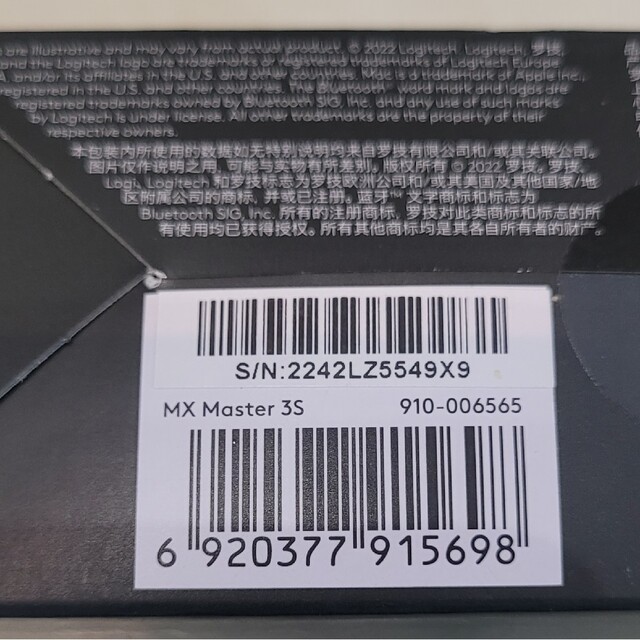 are illustrative and may vary from actual product. © 2022 Logitech, Logitech, 罗技
and the Logitech logo are trademarks or registered trademarks of Logitech Europe
A. and/or its affiliates in the U.S. and other countries. Mac is a trademark of Apple Inc.,
registered in the U.S. and other countries. The Bluetooth® word mark and logos are
registered trademarks owned by Bluetooth SIG, Inc. and any use of such marks
by Logitech is under license. All other trademarks are the property of their
respective owners.
本包装内所使用的数据如无特别说明均来自罗技有限公司和/或其关联公司。
图片仅作说明之用，可能与实物有所差别。版权所有 © 2022 罗技。罗技、
Logi、Logitech 和罗技标志为罗技欧洲公司和/或其美国及其他国家/地
区附属公司的商标，并或已注册。蓝牙™ 文字商标和标志为
Bluetooth SIG, Inc. 所有的注册商标，罗技对此类商标和标志的所
有使用均已获得授权。所有其他商标均是其各自所有者的财产。
S/N:2242LZ5549X9
MX Master 3S 910-006565
6 920377 915698